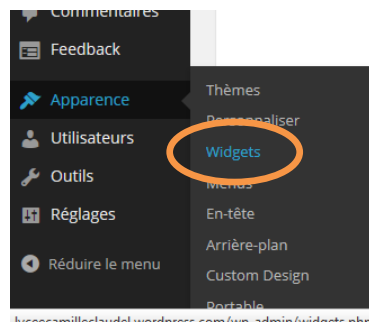 Commentaires
Feedback
Apparence
Utilisateurs
Outils
Réglages
Réduire le menu
Thèmes
Personnaliser
Widgets
Menus
En-tête
Arrière-plan
Custom Design
Portable
lyceecamilleclaudel.wordpress.com/wp-admin/widgets.php